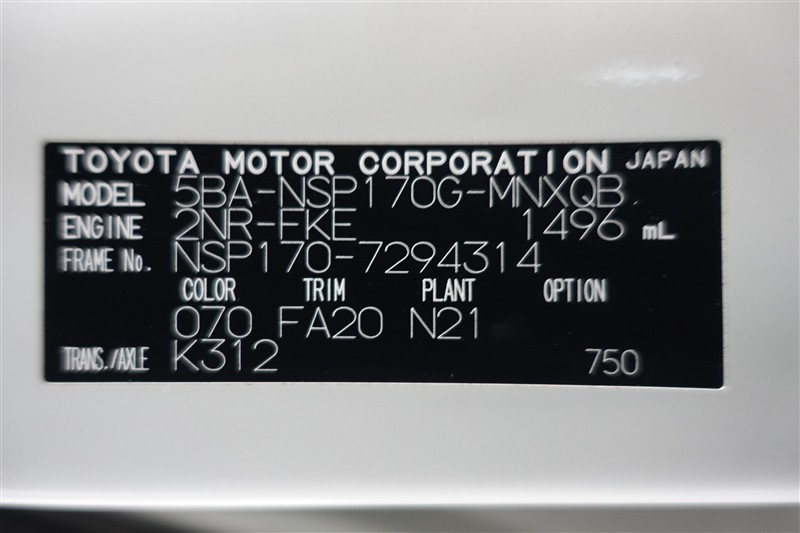 TOYOTA MOTOR CORPORATION JAPAN
MODEL 5BA-NSP170G-MNXQB
ENGINE 2NR-FKE 1496 mL
FRAME No. NSP170-7294314
COLOR TRIM PLANT OPTION
070 FA20 N21
TRANS./AXLE K312 750